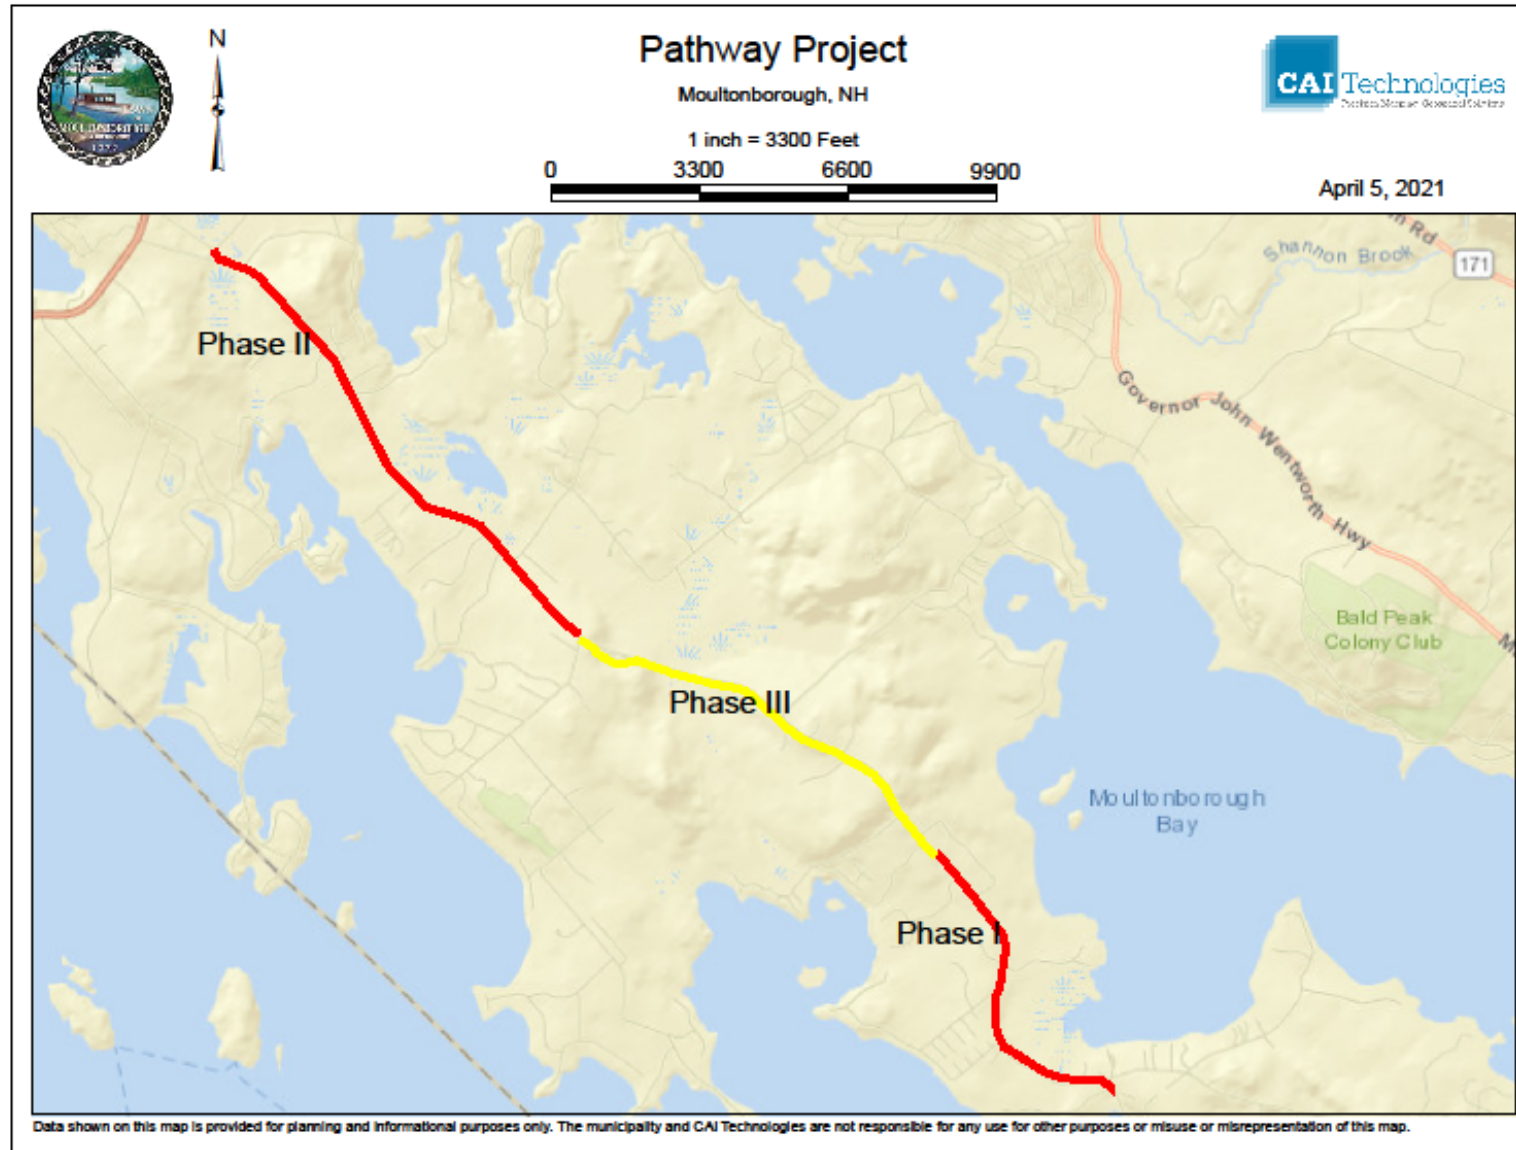 N
Pathway Project
Moultonborough, NH
1 inch = 3300 Feet
0 3300 6600 9900
CAI Technologies
April 5, 2021
Shannon Brook
171
Phase II
Governor John Wentworth Hwy
Bald Peak
Colony Club
Phase III
Moultonborough
Bay
Phase I
Data shown on this map is provided for planning and informational purposes only. The municipality and CAI Technologies are not responsible for any use for other purposes or misuse or misrepresentation of this map.